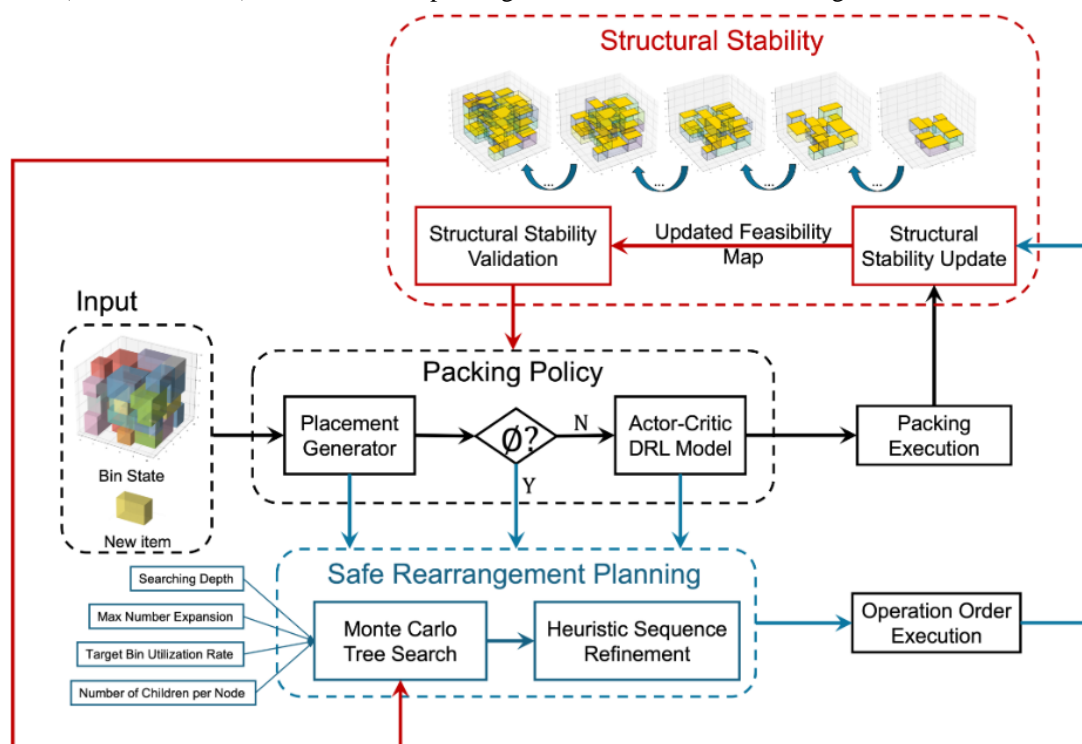 Structural Stability
...
...
...
...
Structural Stability
Validation
Updated Feasibility
Map
Structural
Stability Update
Input
Bin State
New item
Packing Policy
Placement
Generator
Ø?
N
Y
Actor-Critic
DRL Model
Packing
Execution
Safe Rearrangement Planning
Searching Depth
Max Number Expansion
Target Bin Utilization Rate
Number of Children per Node
Monte Carlo
Tree Search
Heuristic Sequence
Refinement
Operation Order
Execution